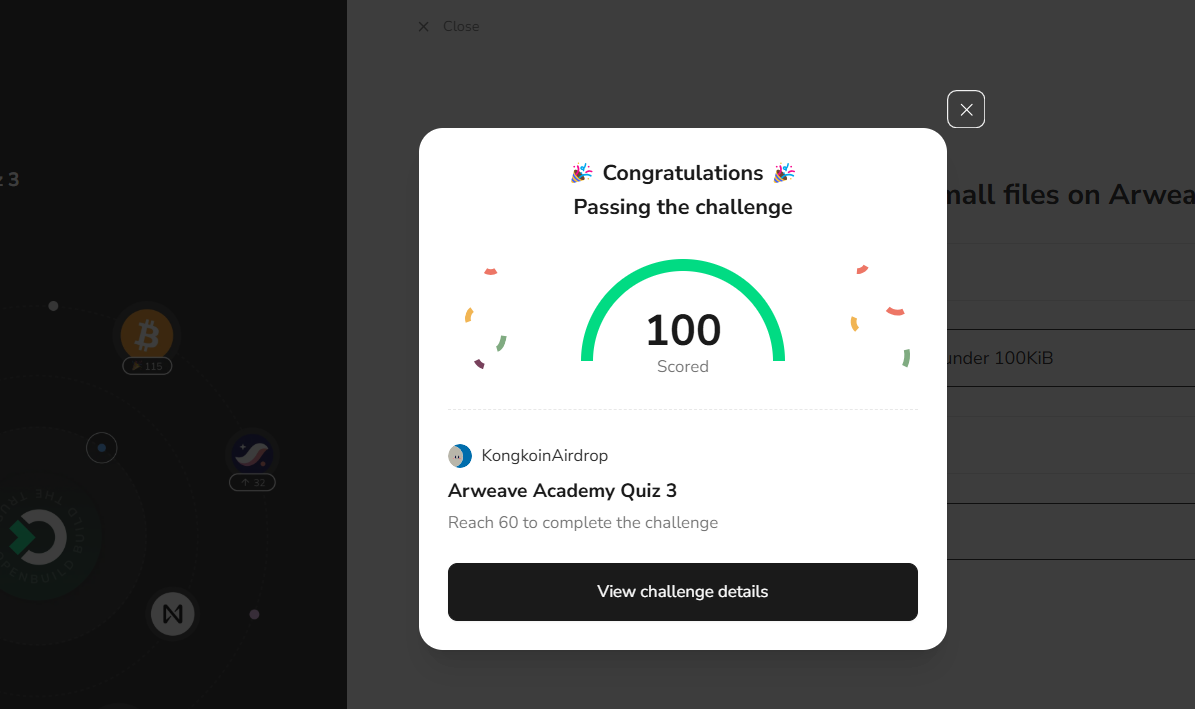 Close
z 3
Congratulations
Passing the challenge
mall files on Arwea
100
Scored
under 100KiB
115
KongkoinAirdrop
32
Arweave Academy Quiz 3
Reach 60 to complete the challenge
View challenge details